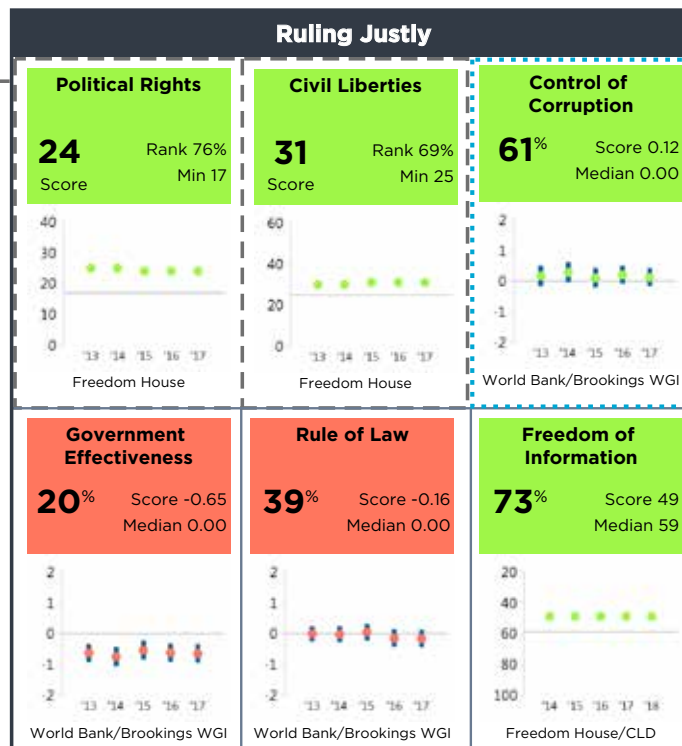 Ruling Justly
Political Rights
24
Score
Rank 76%
Min 17
40
30
20
10
0
'13 '14 '15 '16 '17
Freedom House
Civil Liberties
31
Score
Rank 69%
Min 25
60
40
20
0
'13 '14 '15 '16 '17
Freedom House
Control of
Corruption
61%
Score 0.12
Median 0.00
2
1
0
-1
-2
'13 '14 '15 '16 '17
World Bank/Brookings WGI
Government
Effectiveness
20%
Score -0.65
Median 0.00
2
1
0
-1
-2
'13 '14 '15 '16 '17
World Bank/Brookings WGI
Rule of Law
39%
Score -0.16
Median 0.00
2
1
0
-1
-2
'13 '14 '15 '16 '17
World Bank/Brookings WGI
Freedom of
Information
73%
Score 49
Median 59
20
40
60
80
100
'14 '15 '16 '17 '18
Freedom House/CLD